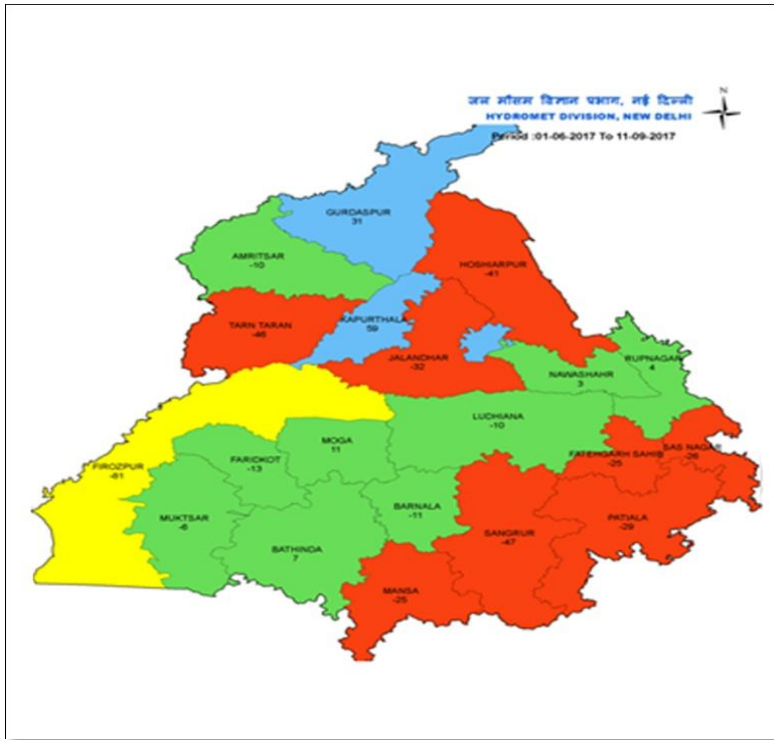 जल मौसम विज्ञान प्रभाग, नई दिल्ली
N
HYDROMET DIVISION, NEW DELHI
Period :01-06-2017 To 11-09-2017
GURDASPUR
31
AMRITSAR
-10
HOSHIARPUR
-41
TARN TARAN
-46
KAPURTHALA
59
JALANDHAR
-32
NAWASHAHR
3
RUPNAGAR
4
LUDHIANA
-10
MOGA
11
FIROZPUR
-81
FARIDKOT
-13
FATEHGARH SAHIB
-25
SAS NAGAR
-26
MUKTSAR
-6
BARNALA
-11
BATHINDA
7
SANGRUR
-47
PATIALA
-29
MANSA
-25